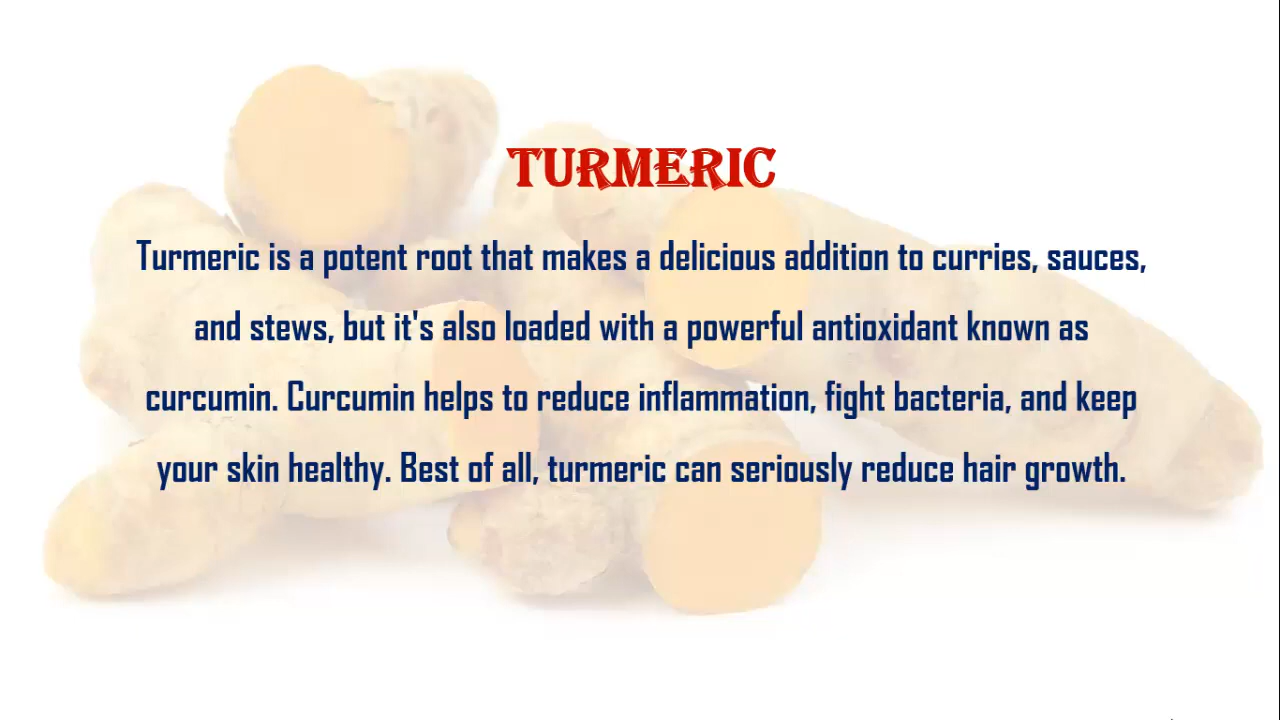 TURMERIC
Turmeric is a potent root that makes a delicious addition to curries, sauces,
and stews, but it's also loaded with a powerful antioxidant known as
curcumin. Curcumin helps to reduce inflammation, fight bacteria, and keep
your skin healthy. Best of all, turmeric can seriously reduce hair growth.